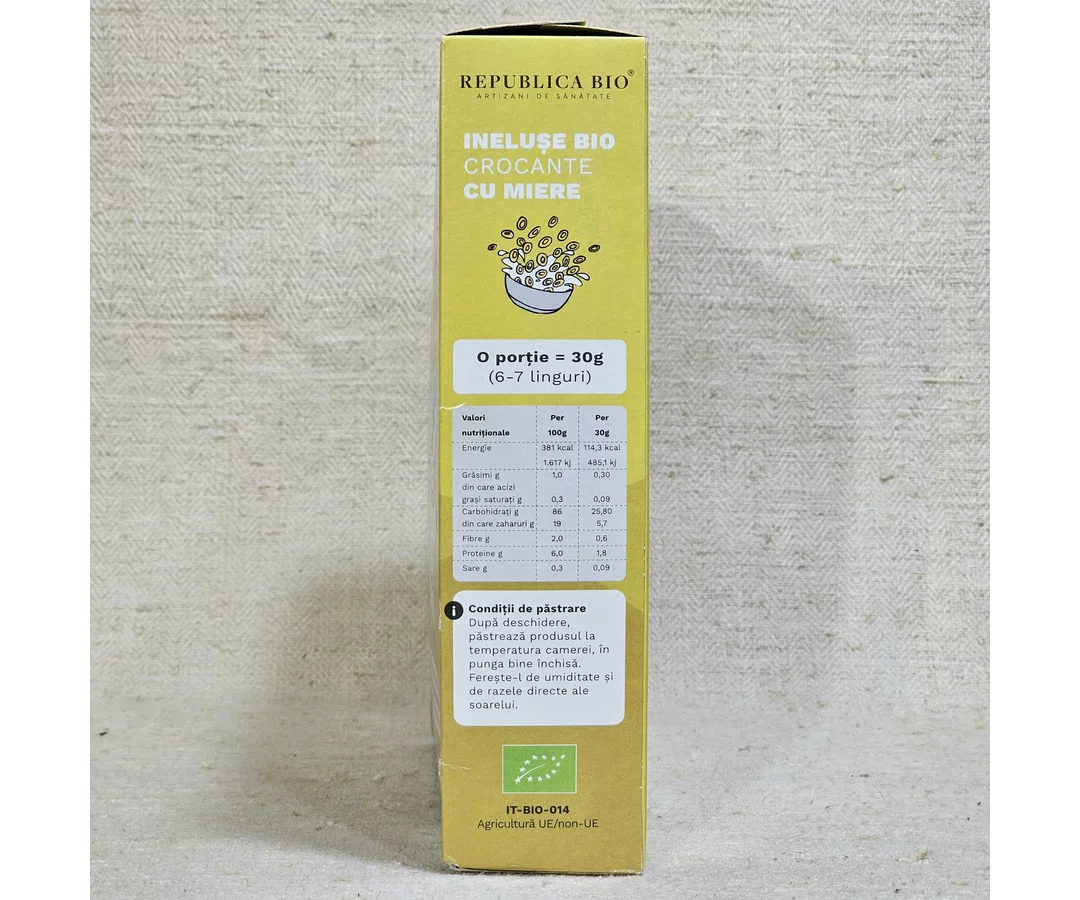 REPUBLICA BIO®
ARTIZANI DE SĂNĂTATE
INELUȘE BIO
CROCANTE
CU MIERE
O porție = 30g
(6-7 linguri)
Valori Per Per
nutriționale 100g 30g
Energie 381 kcal 114,3 kcal
1.617 kj 485,1 kj
Grăsimi g 1,0 0,30
din care acizi
grași saturați g 0,3 0,09
Carbohidrați g 86 25,80
din care zaharuri g 19 5,7
Fibre g 2,0 0,6
Proteine g 6,0 1,8
Sare g 0,3 0,09
i Condiții de păstrare
După deschidere,
păstrează produsul la
temperatura camerei, în
punga bine închisă.
Ferește-l de umiditate și
de razele directe ale
soarelui.
IT-BIO-014
Agricultură UE/non-UE